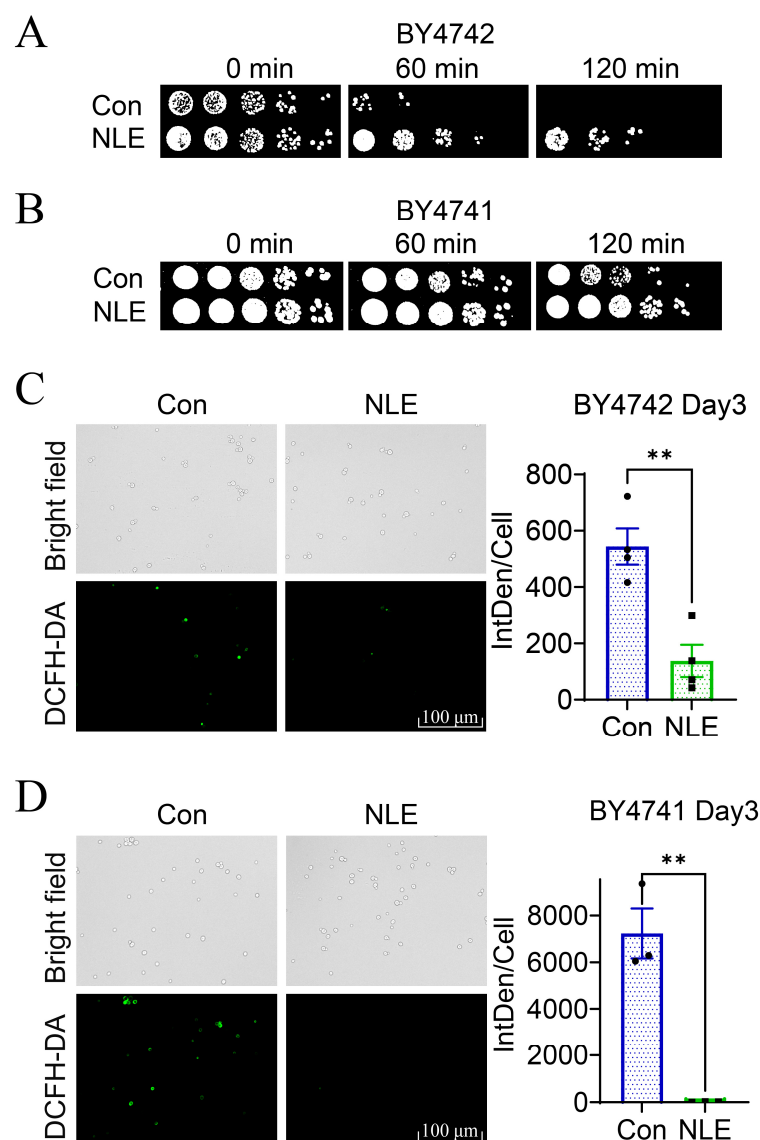 A
BY4742
0 min 60 min 120 min
Con
NLE
B
BY4741
0 min 60 min 120 min
Con
NLE
C
Con NLE BY4742 Day3
Bright field
DCFH-DA
100 μm
IntDen/Cell
800
600
400
200
0
**
Con NLE
D
Con NLE BY4741 Day3
Bright field
DCFH-DA
100 μm
IntDen/Cell
8000
6000
4000
2000
0
**
Con NLE